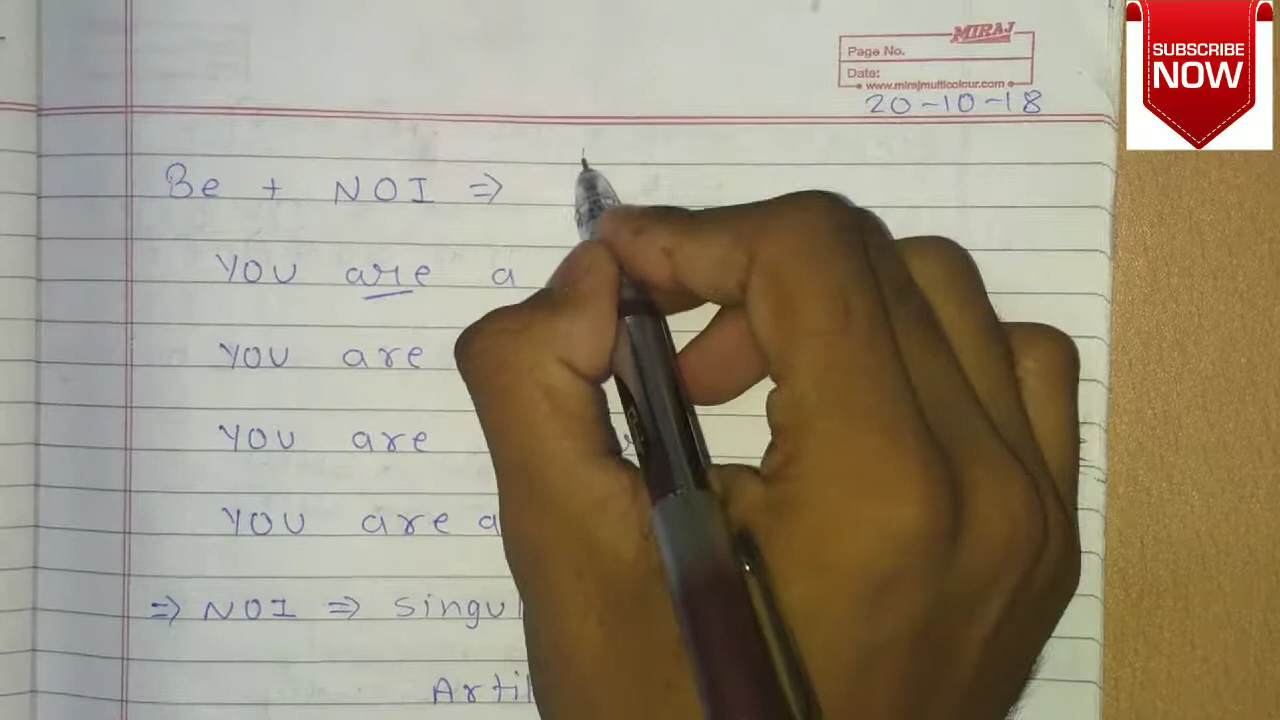 MIRAJ
Page No.
Date:
www.mirajmulticolour.com
20-10-18
SUBSCRIBE
NOW
Be + NOI ⇒
YOU are a
YOU are
YOU are
YOU are a
⇒ NOI ⇒ Singul
Arti